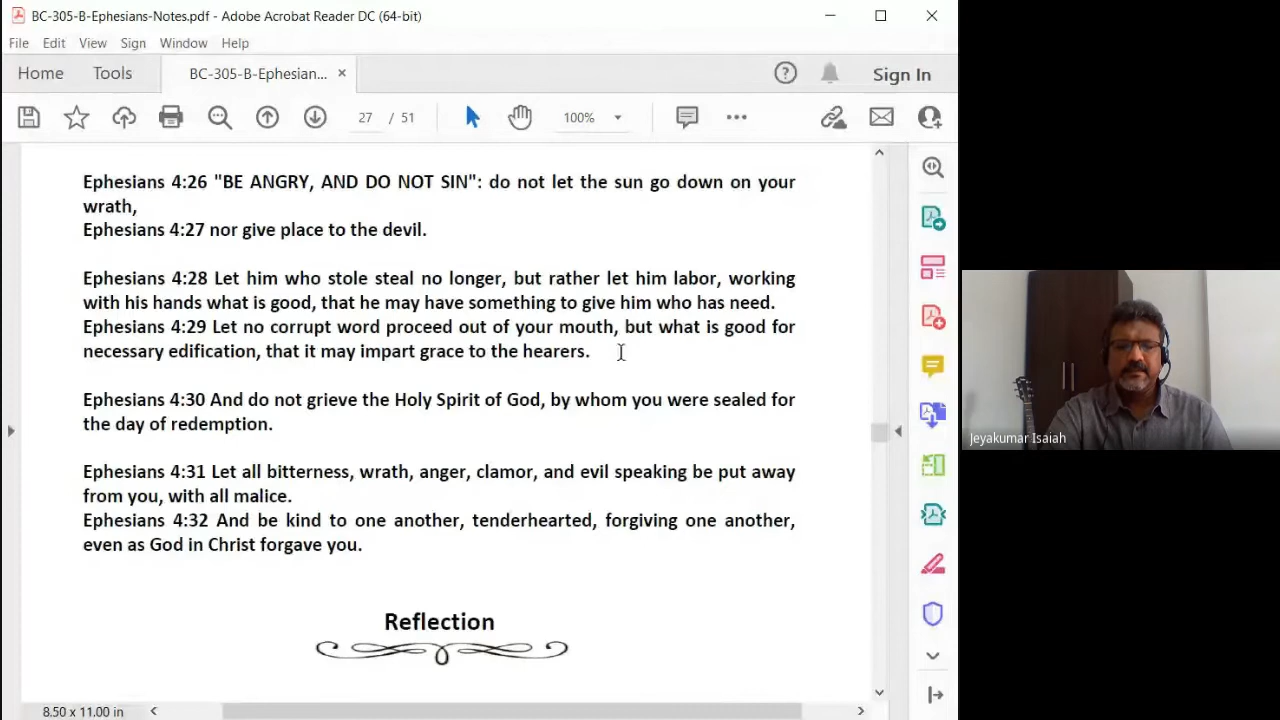 BC-305-B-Ephesians-Notes.pdf - Adobe Acrobat Reader DC (64-bit)
File Edit View Sign Window Help
Home Tools BC-305-B-Ephesian... × Sign In
27 / 51 100%
Ephesians 4:26 "BE ANGRY, AND DO NOT SIN": do not let the sun go down on your
wrath,
Ephesians 4:27 nor give place to the devil.
Ephesians 4:28 Let him who stole steal no longer, but rather let him labor, working
with his hands what is good, that he may have something to give him who has need.
Ephesians 4:29 Let no corrupt word proceed out of your mouth, but what is good for
necessary edification, that it may impart grace to the hearers.
Ephesians 4:30 And do not grieve the Holy Spirit of God, by whom you were sealed for
the day of redemption.
Ephesians 4:31 Let all bitterness, wrath, anger, clamor, and evil speaking be put away
from you, with all malice.
Ephesians 4:32 And be kind to one another, tenderhearted, forgiving one another,
even as God in Christ forgave you.
Reflection
8.50 x 11.00 in
Jeyakumar Isaiah